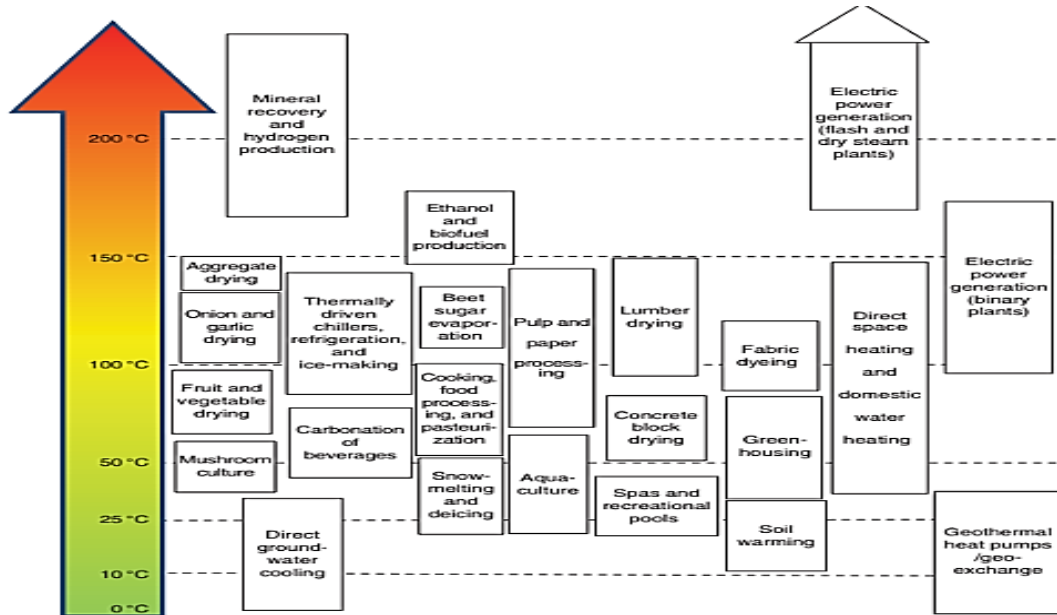 200 °C
150 °C
100 °C
50 °C
25 °C
10 °C
0 °C
Mineral
recovery
and
hydrogen
production
Electric
power
generation
(flash and
dry steam
plants)
Ethanol
and
biofuel
production
Electric
power
generation
(binary
plants)
Aggregate
drying
Onion and
garlic
drying
Fruit and
vegetable
drying
Mushroom
culture
Thermally
driven
chillers,
refrigeration,
and
ice-making
Carbonation
of
beverages
Direct
ground-
water
cooling
Beet
sugar
evapor-
ation
Cooking,
food
process-
ing, and
pasteuri-
zation
Snow-
melting
and
deicing
Pulp and
paper
process-
ing
Aqua-
culture
Lumber
drying
Concrete
block
drying
Spas and
recreational
pools
Fabric
dyeing
Green-
housing
Soil
warming
Direct
space
heating
and
domestic
water
heating
Geothermal
heat pumps
/geo-
exchange